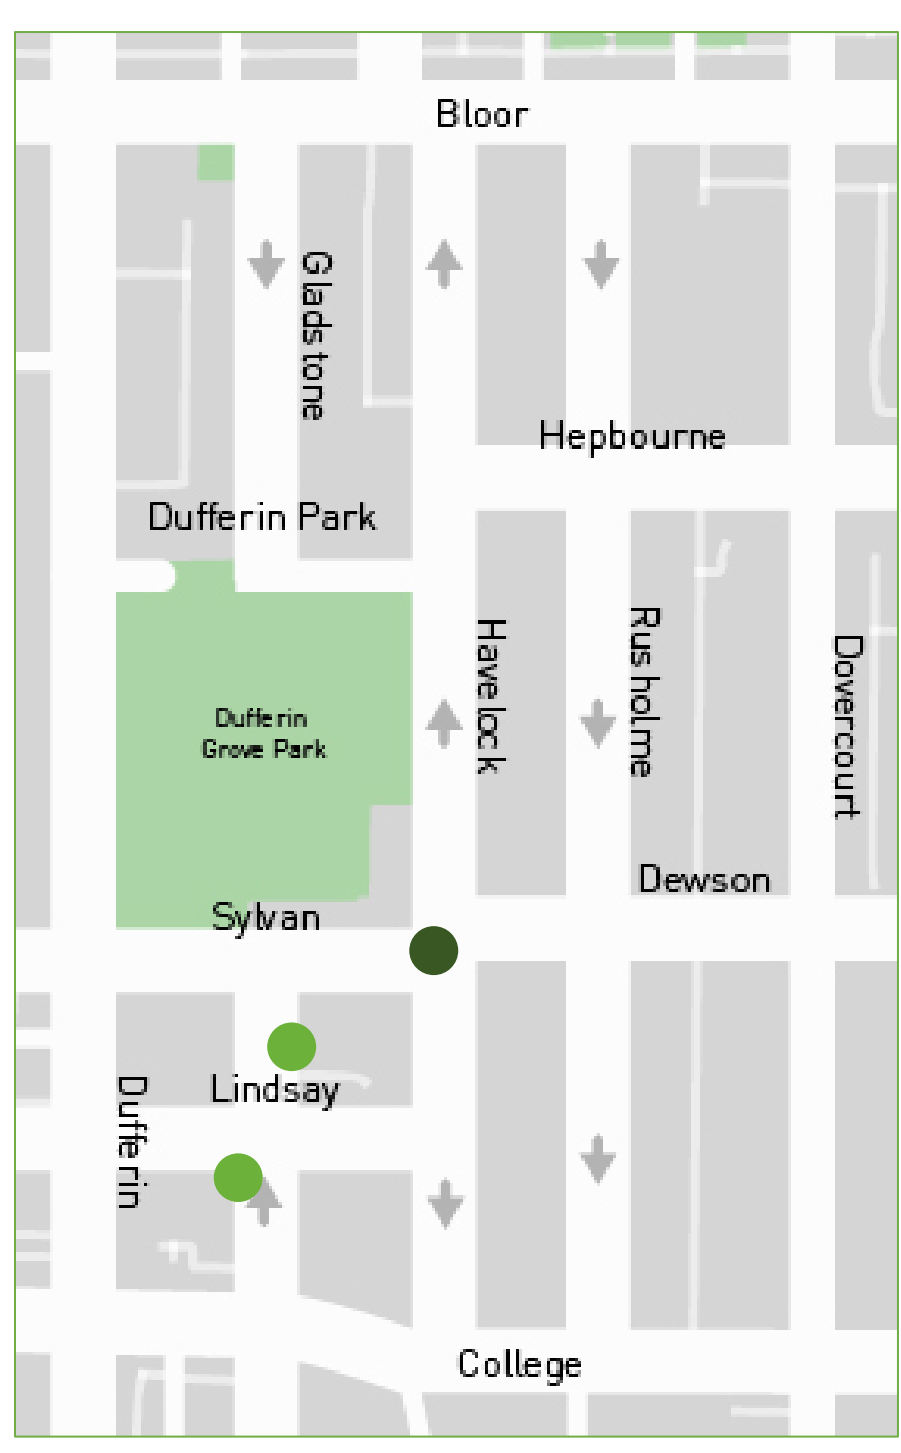 Bloor
Gladstone
Hepbourne
Dufferin Park
Havelock
Rusholme
Dovercourt
Dufferin
Grove Park
Dewson
Sylvan
Lindsay
Dufferin
College